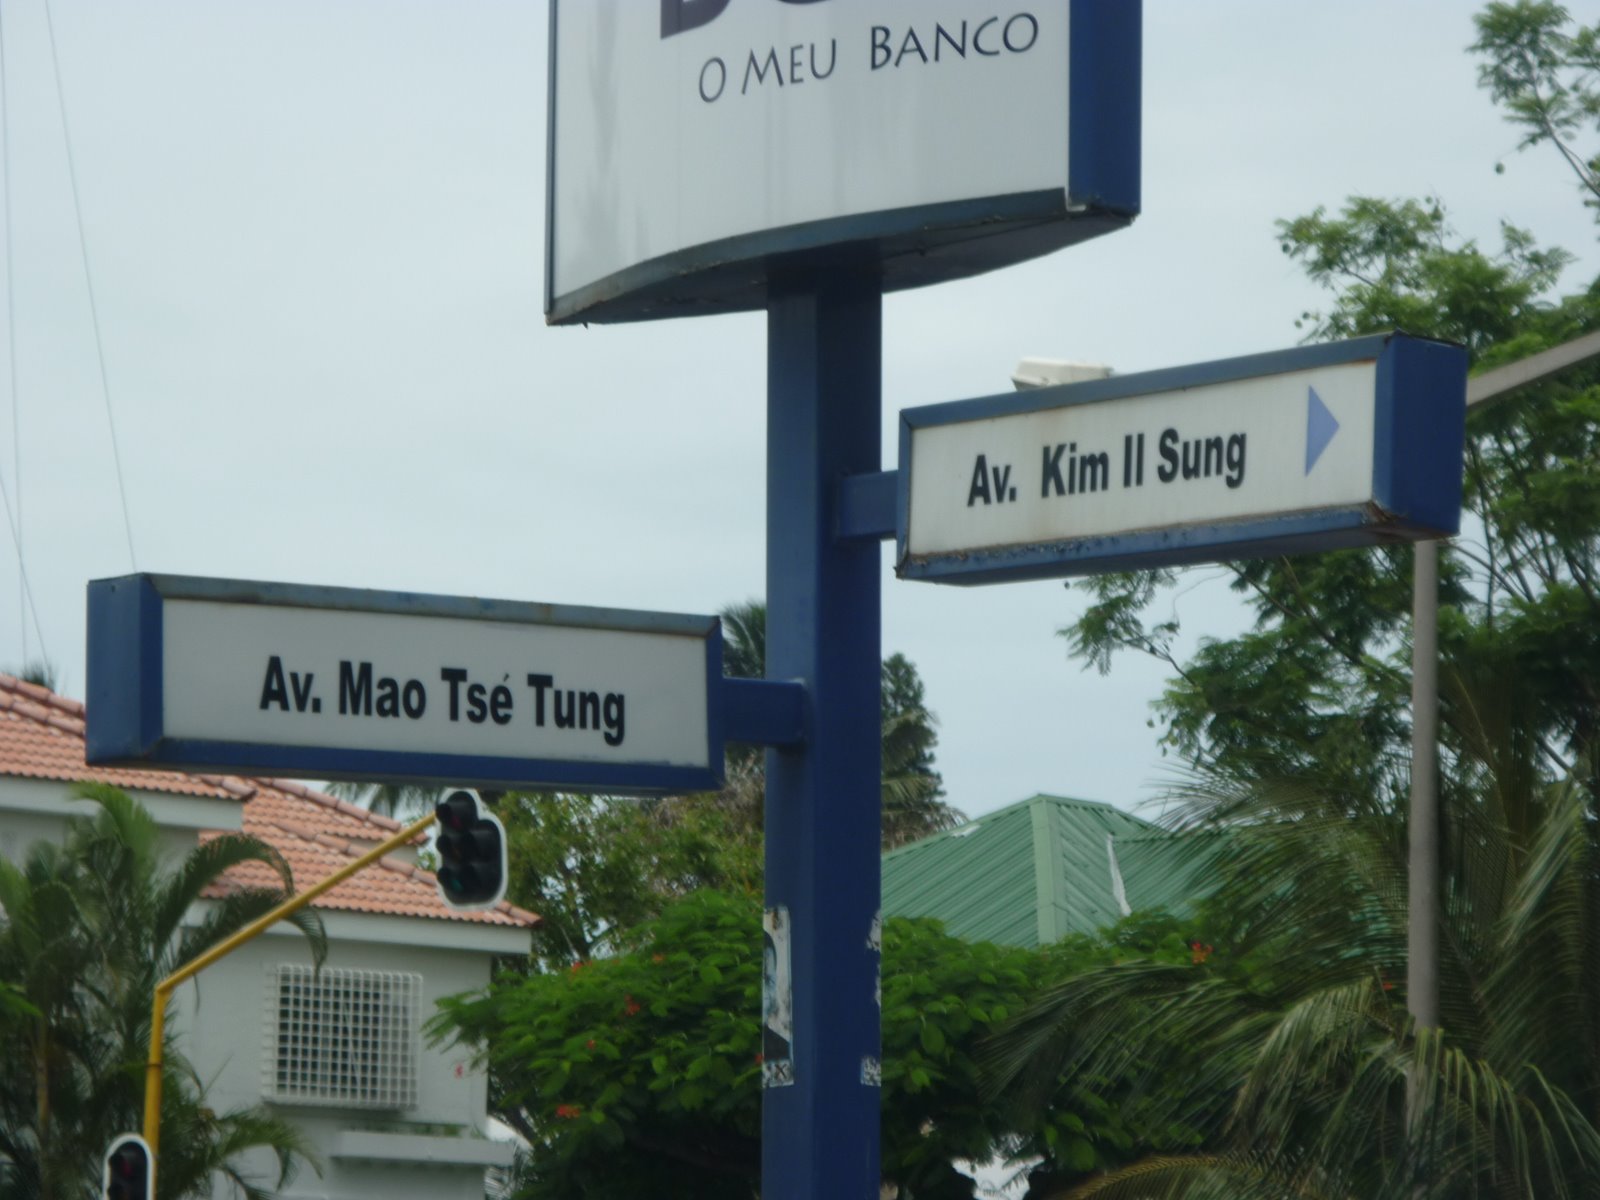 O MEU BANCO
Av. Kim Il Sung
Av. Mao Tsé Tung